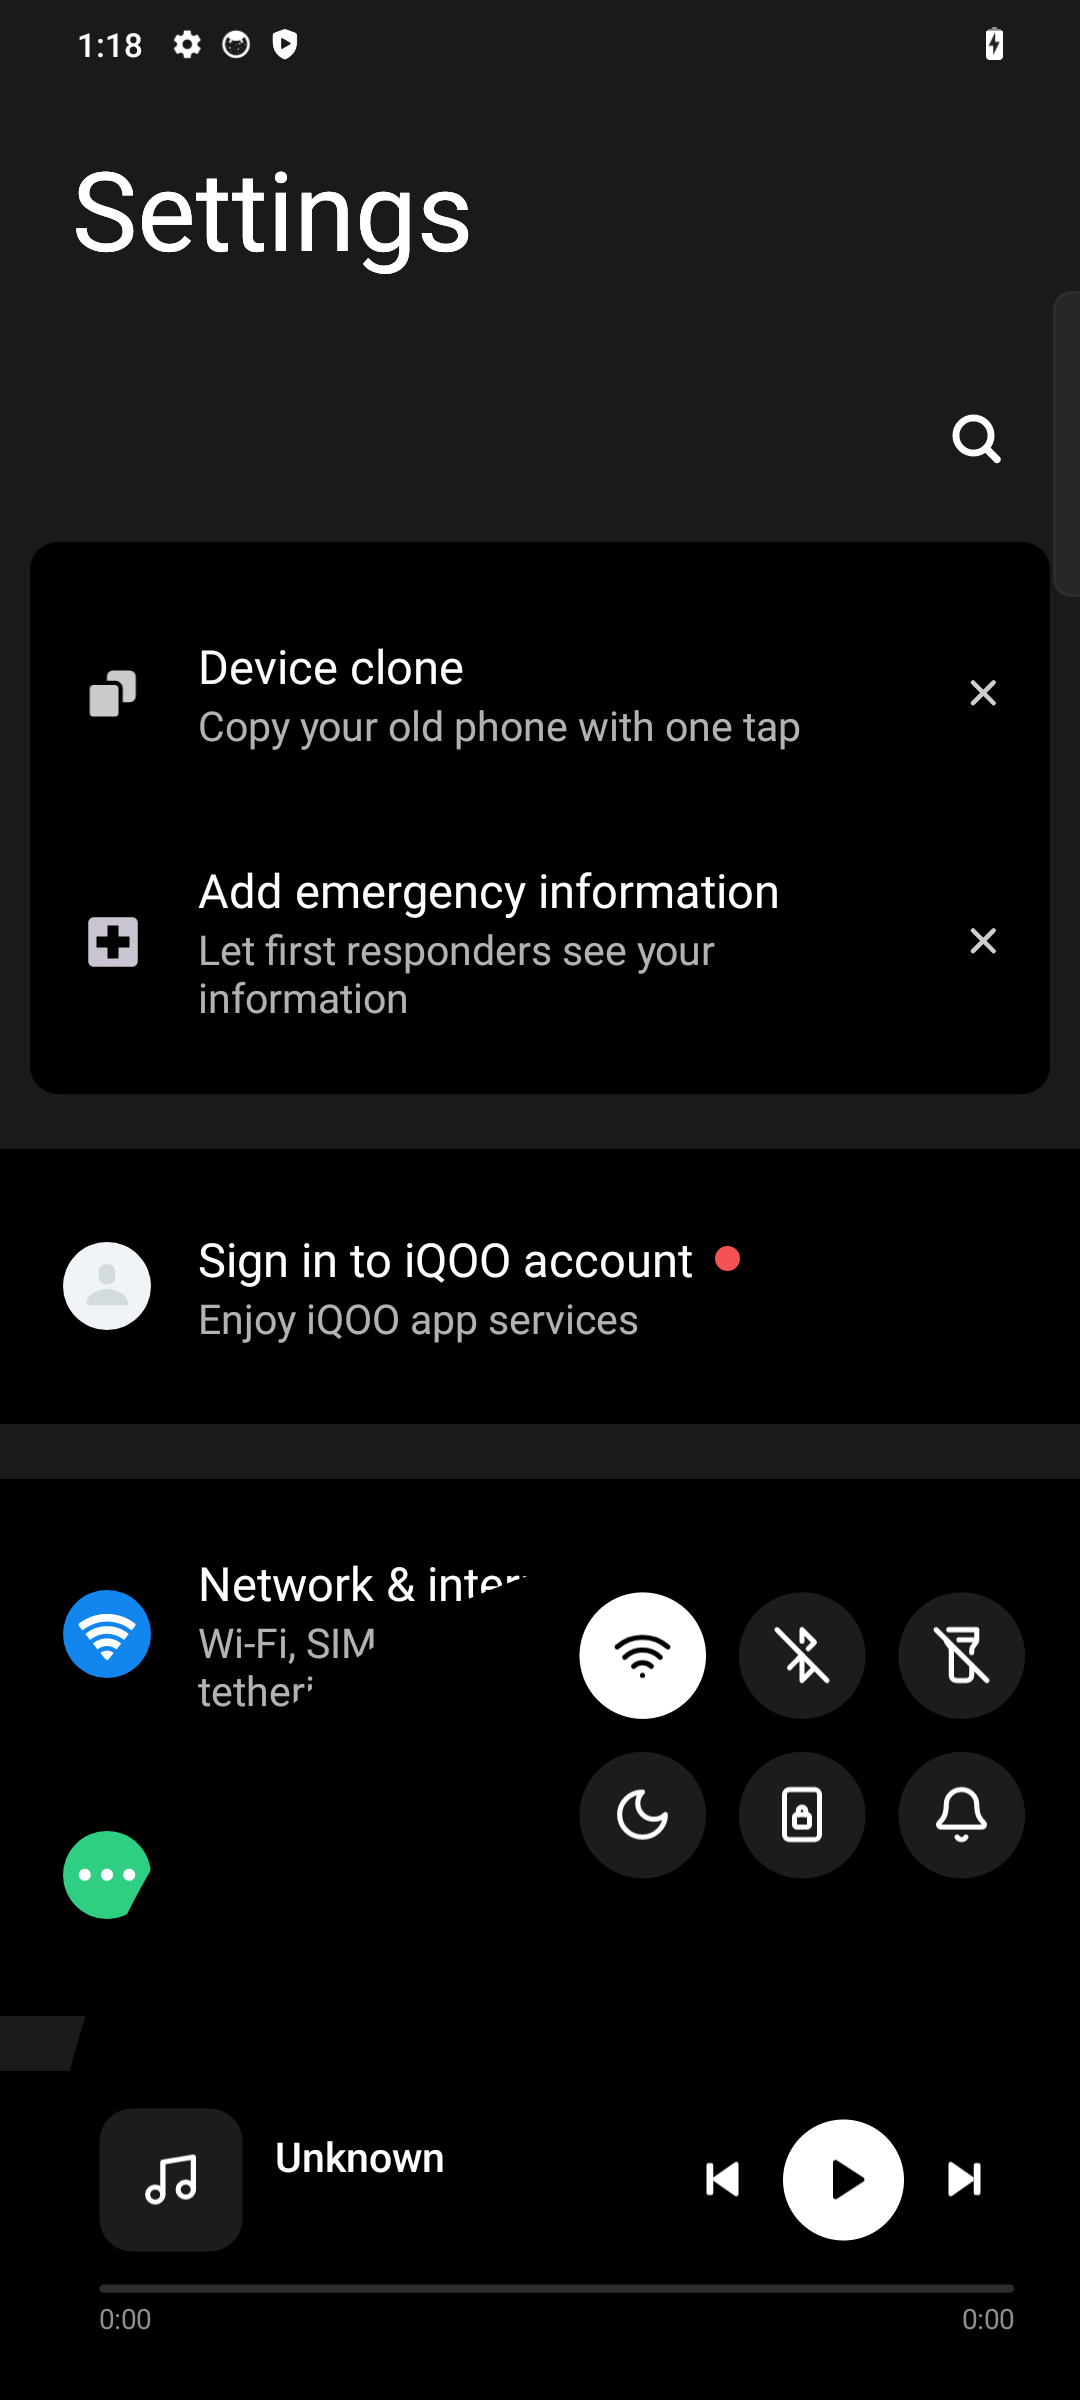 1:18
Settings
Device clone
Copy your old phone with one tap
Add emergency information
Let first responders see your
information
Sign in to iQOO account
Enjoy iQOO app services
Network &
Wi-Fi,
Unknown
0:00
0:00